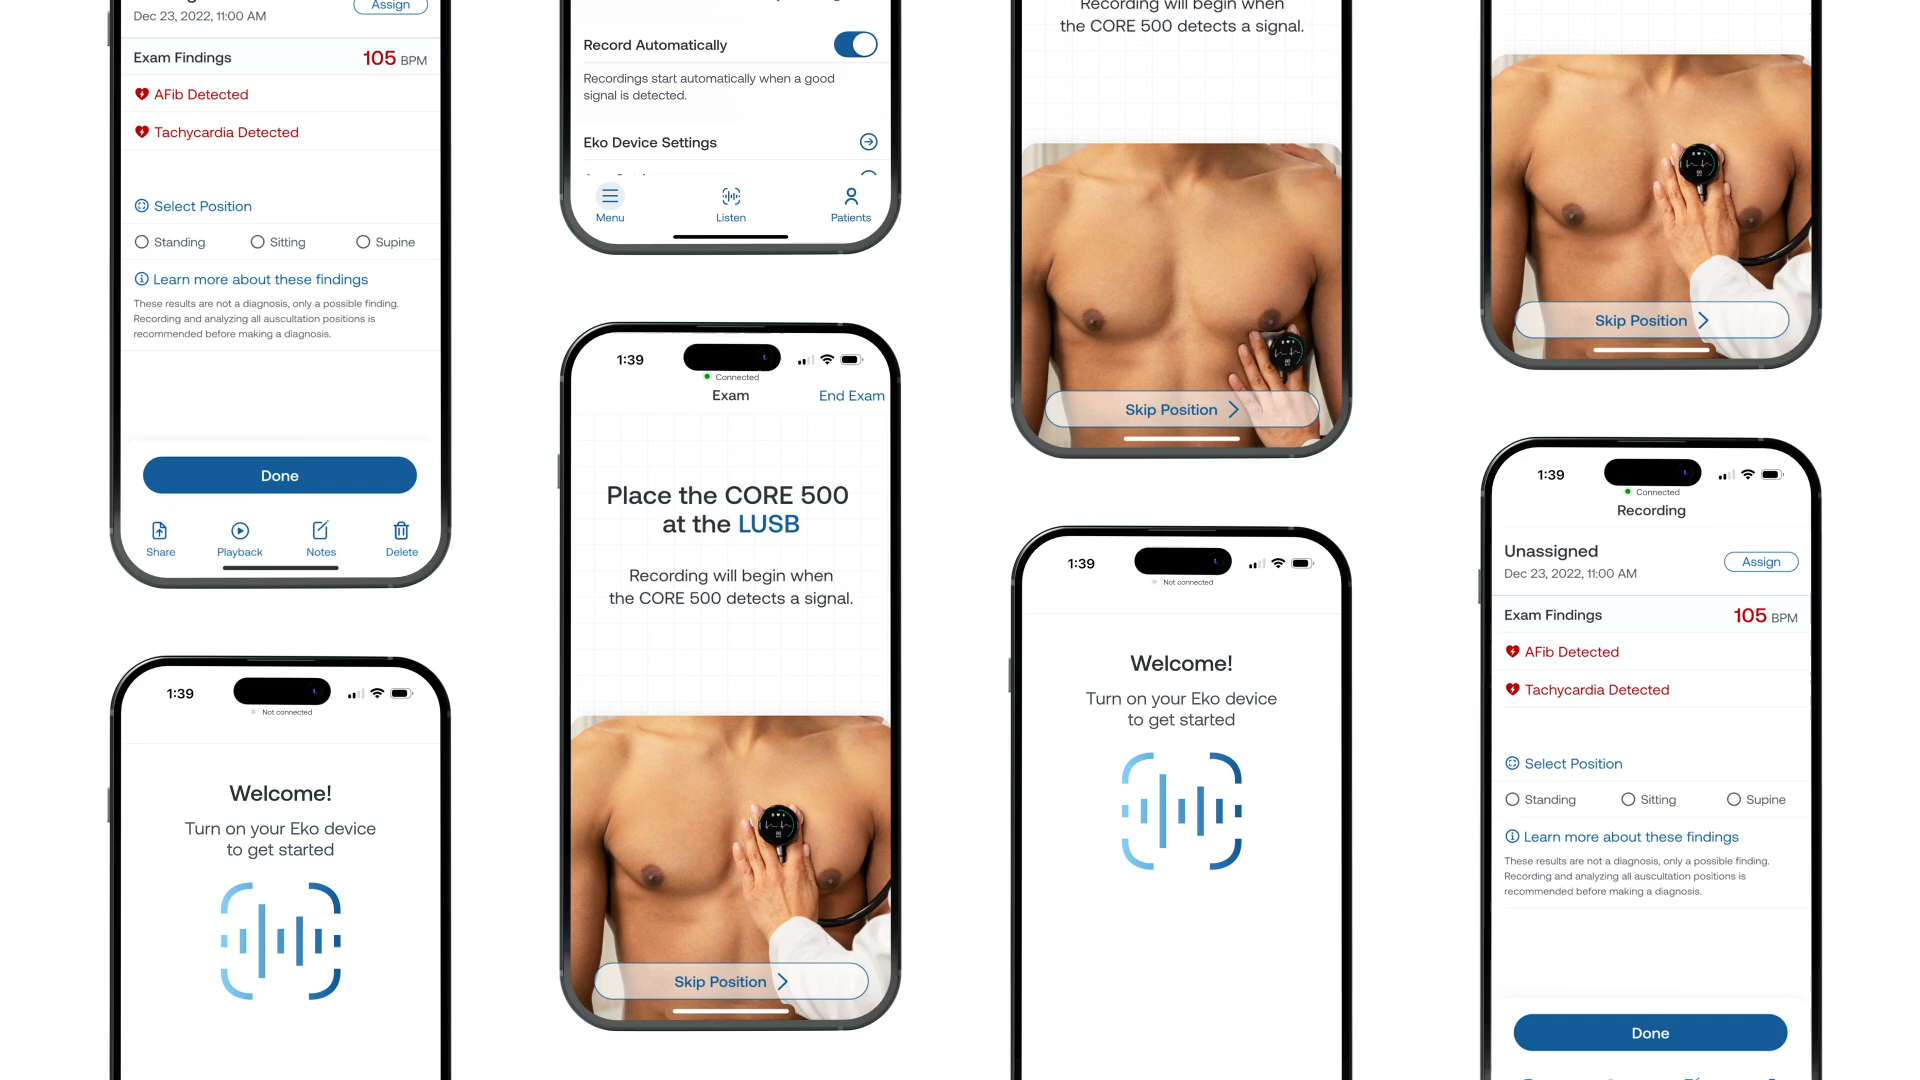 Dec 23, 2022, 11:00 AM
Assign
Exam Findings
105 BPM
AFib Detected
Tachycardia Detected
Select Position
Standing
Sitting
Supine
Learn more about these findings
These results are not a diagnosis, only a possible finding.
Recording and analyzing all auscultation positions is
recommended before making a diagnosis.
Done
Share
Playback
Notes
Delete
1:39
Not connected
Welcome!
Turn on your Eko device
to get started
Record Automatically
Recordings start automatically when a good
signal is detected.
Eko Device Settings
Menu
Listen
Patients
1:39
Connected
Exam
End Exam
Place the CORE 500
at the LUSB
Recording will begin when
the CORE 500 detects a signal.
Skip Position
Recording will begin when
the CORE 500 detects a signal.
Skip Position
1:39
Not connected
Welcome!
Turn on your Eko device
to get started
Skip Position
1:39
Connected
Recording
Unassigned
Dec 23, 2022, 11:00 AM
Assign
Exam Findings
105 BPM
AFib Detected
Tachycardia Detected
Select Position
Standing
Sitting
Supine
Learn more about these findings
These results are not a diagnosis, only a possible finding.
Recording and analyzing all auscultation positions is
recommended before making a diagnosis.
Done